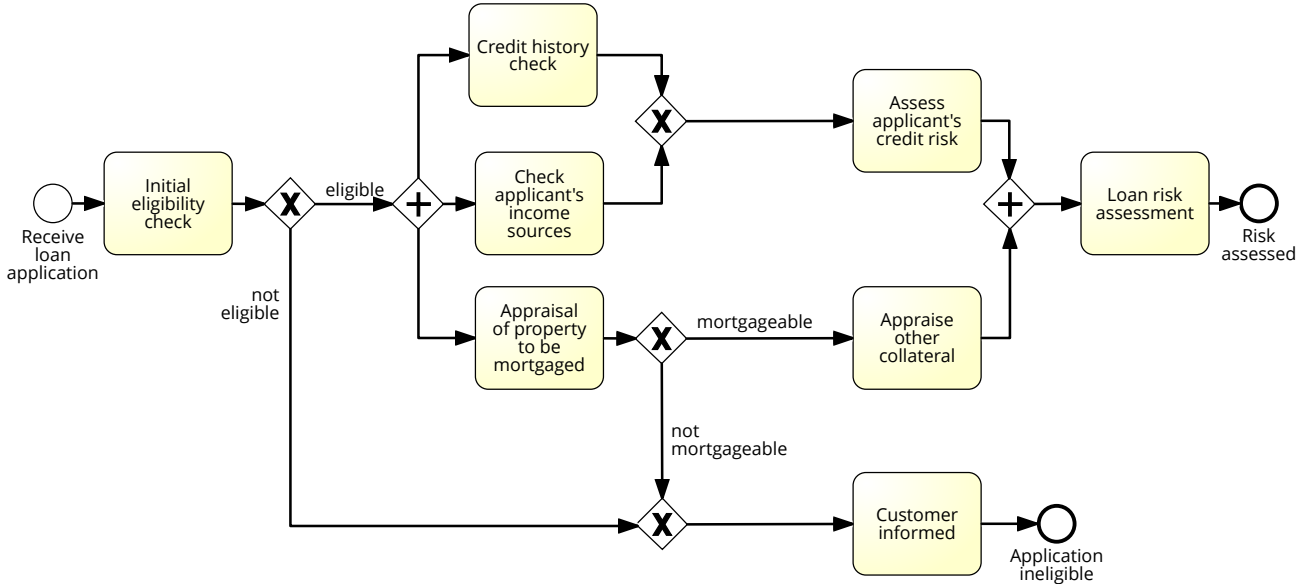 Credit history
check
Assess
applicant's
credit risk
Initial
eligibility
check
eligible
Check
applicant's
income
sources
Loan risk
assessment
Receive
loan
application
Risk
assessed
not
eligible
Appraisal
of property
to be
mortgaged
mortgageable
Appraise
other
collateral
not
mortgageable
Customer
informed
Application
ineligible